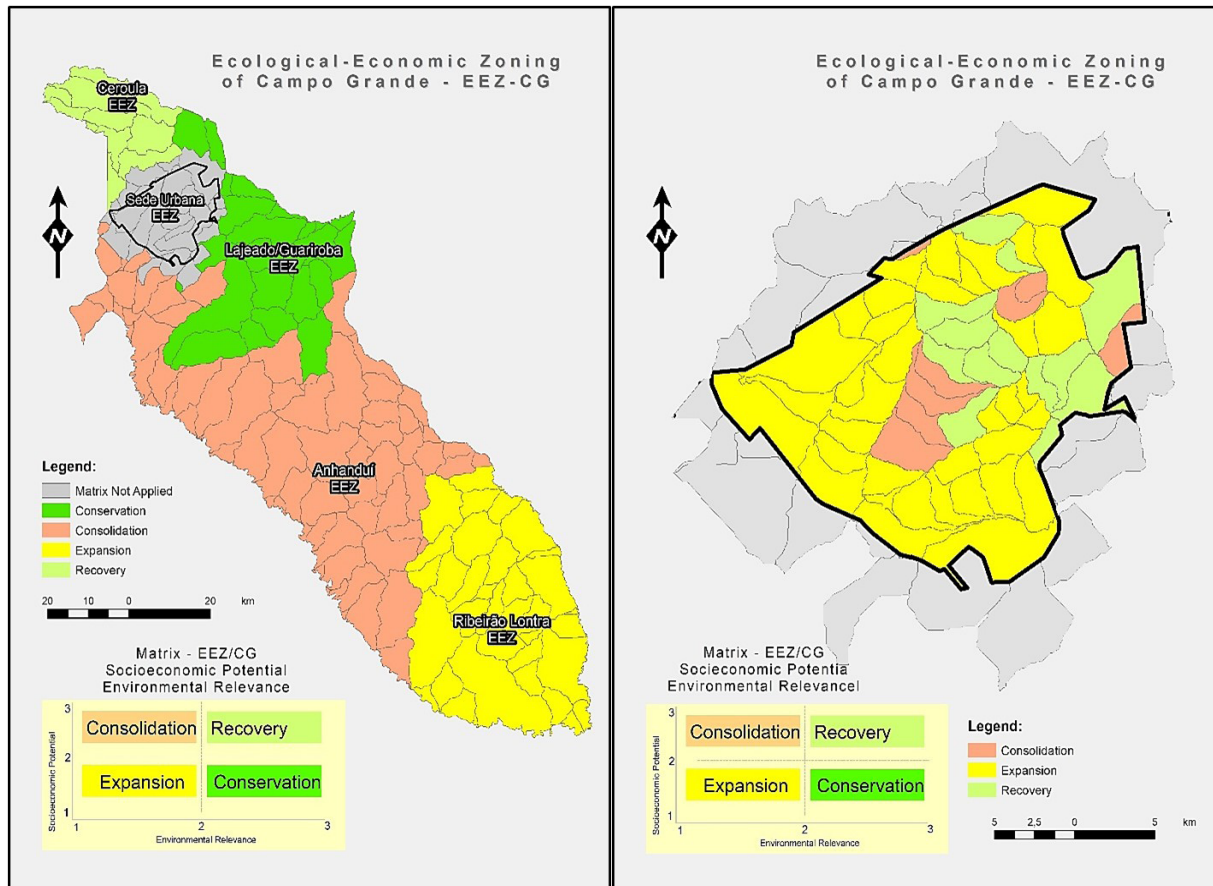 Ecological-Economic Zoning
of Campo Grande - EEZ-CG
Ceroula
EEZ
N
Sede Urbana
EEZ
Lajeado/Guariroba
EEZ
Anhanduí
EEZ
Ribeirão Lontra
EEZ
Legend:
Matrix Not Applied
Conservation
Consolidation
Expansion
Recovery
20 10 0 20 km
Matrix - EEZ/CG
Socioeconomic Potential
Environmental Relevance
Socioeconomic Potential
3
2
1
Consolidation
Recovery
Expansion
Conservation
1 2 3
Environmental Relevance
Ecological-Economic Zoning
of Campo Grande - EEZ-CG
N
Matrix - EEZ/CG
Socieconomic Potentia
Environmental Relevancel
Socioeconomic Potential
3
2
1
Consolidation
Recovery
Expansion
Conservation
1 2 3
Environmental Relevance
Legend:
Consolidation
Expansion
Recovery
5 2,5 0 5
km